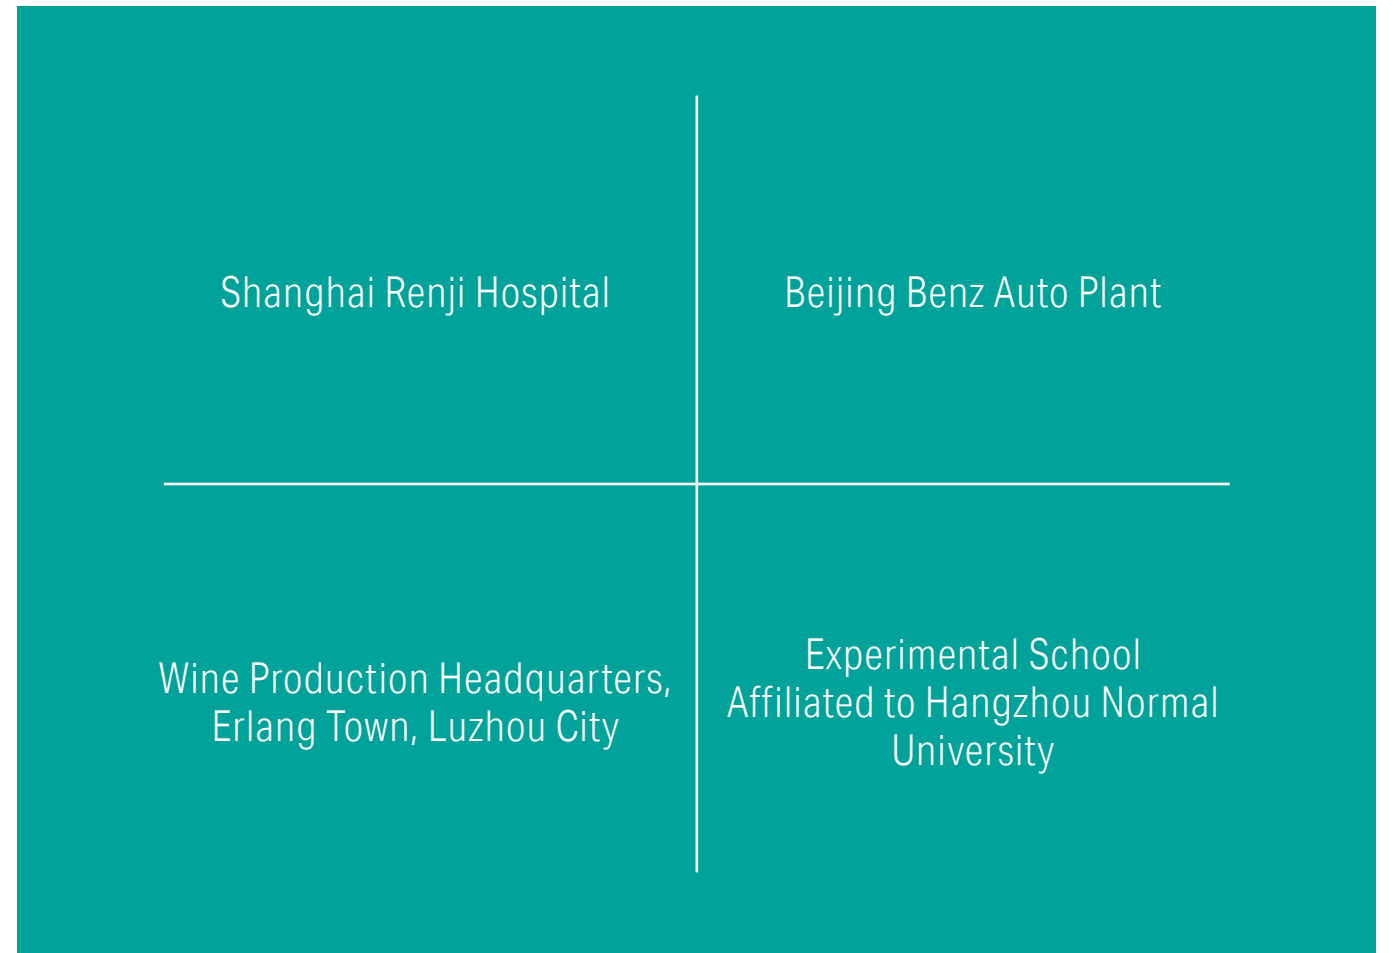 Shanghai Renji Hospital
Beijing Benz Auto Plant
Wine Production Headquarters,
Erlang Town, Luzhou City
Experimental School
Affiliated to Hangzhou Normal
University